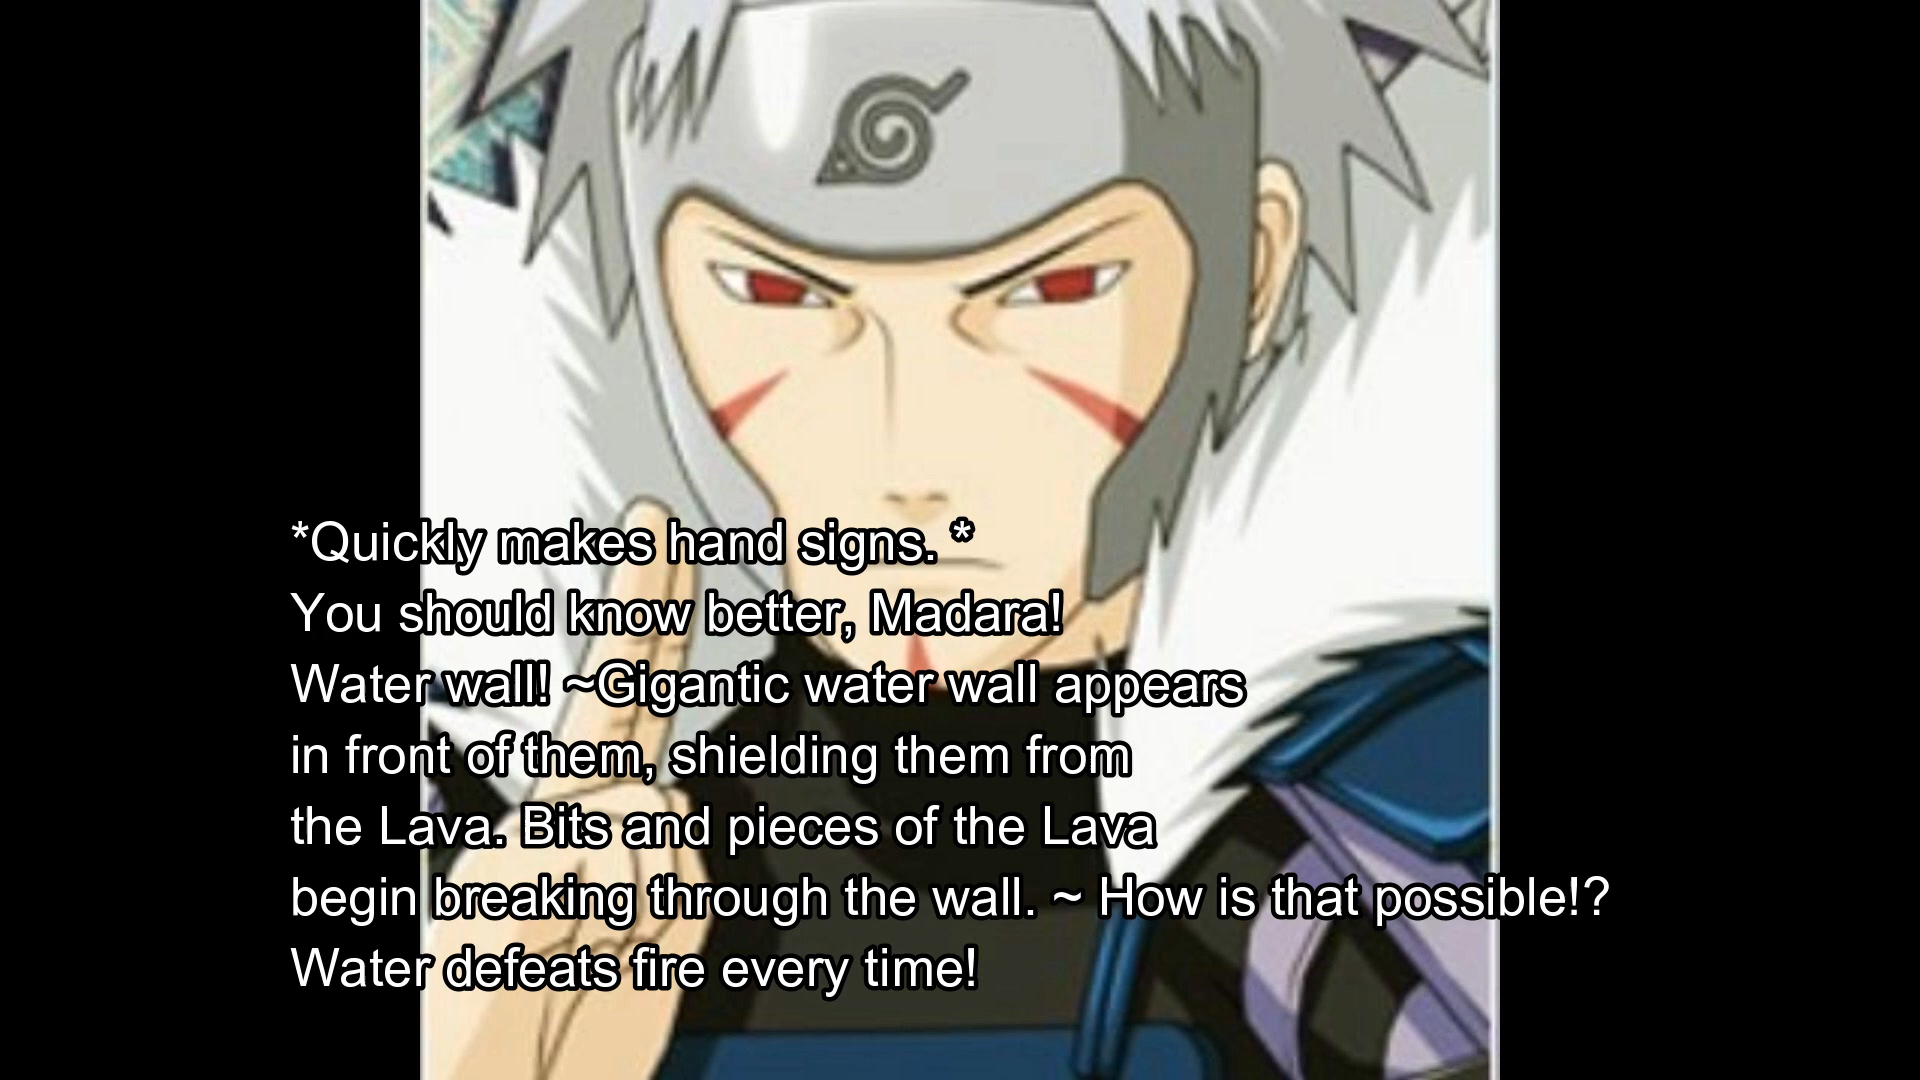 *Quickly makes hand signs. *
You should know better, Madara!
Water wall! ~Gigantic water wall appears
in front of them, shielding them from
the Lava. Bits and pieces of the Lava
begin breaking through the wall. ~ How is that possible!?
Water defeats fire every time!